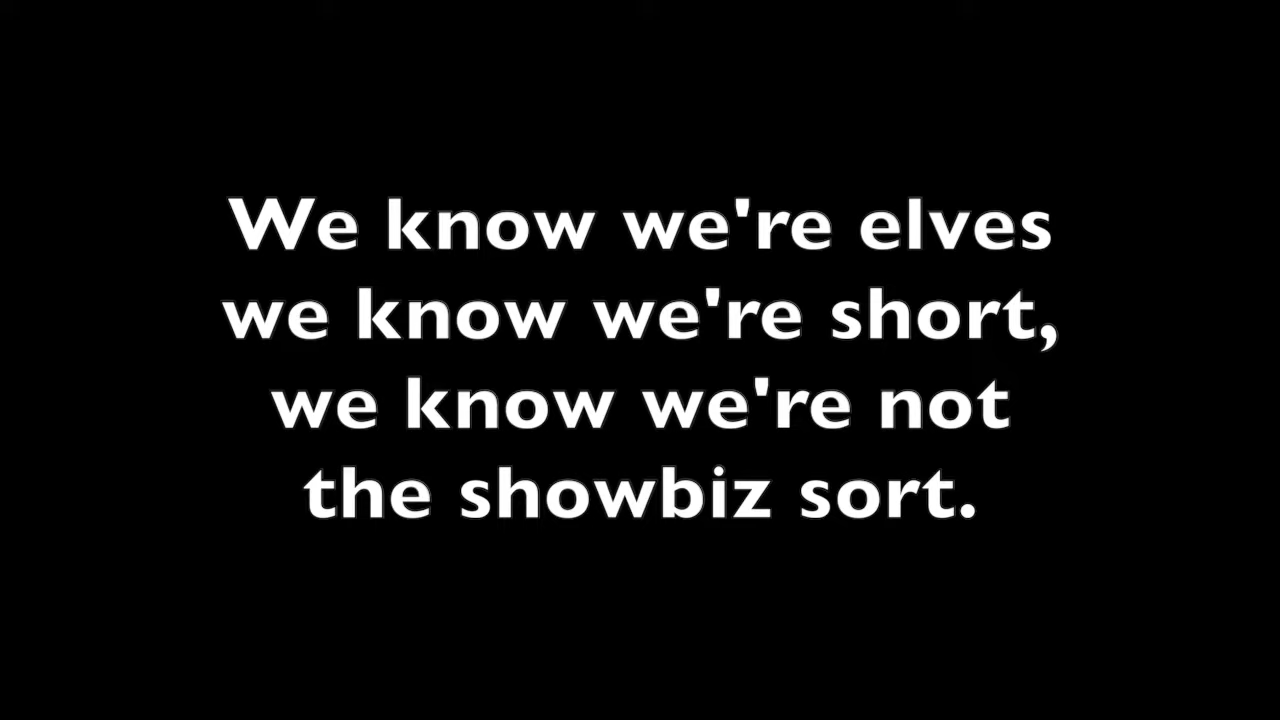 We know we're elves
we know we're short,
we know we're not
the showbiz sort.